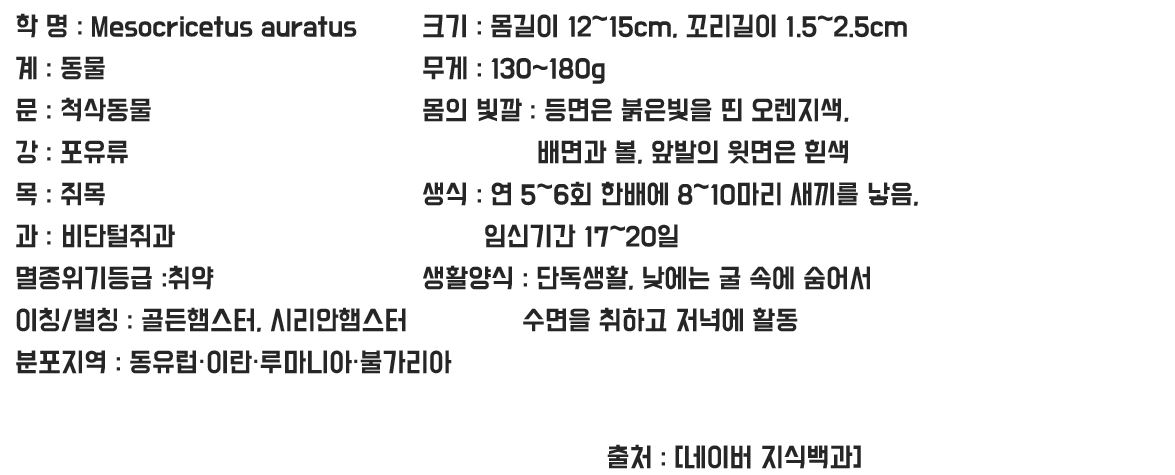 학 명 : Mesocricetus auratus
계 : 동물
문 : 척삭동물
강 : 포유류
목 : 쥐목
과 : 비단털쥐과
멸종위기등급 :취약
이칭/별칭 : 골든햄스터, 시리안햄스터
분포지역 : 동유럽·이란·루마니아·불가리아
크기 : 몸길이 12~15cm, 꼬리길이 1.5~2.5cm
무게 : 130~180g
몸의 빛깔 : 등면은 붉은빛을 띤 오렌지색,
배면과 볼, 앞발의 윗면은 흰색
생식 : 연 5~6회 한배에 8~10마리 새끼를 낳음,
임신기간 17~20일
생활양식 : 단독생활, 낮에는 굴 속에 숨어서
수면을 취하고 저녁에 활동
출처 : [네이버 지식백과]